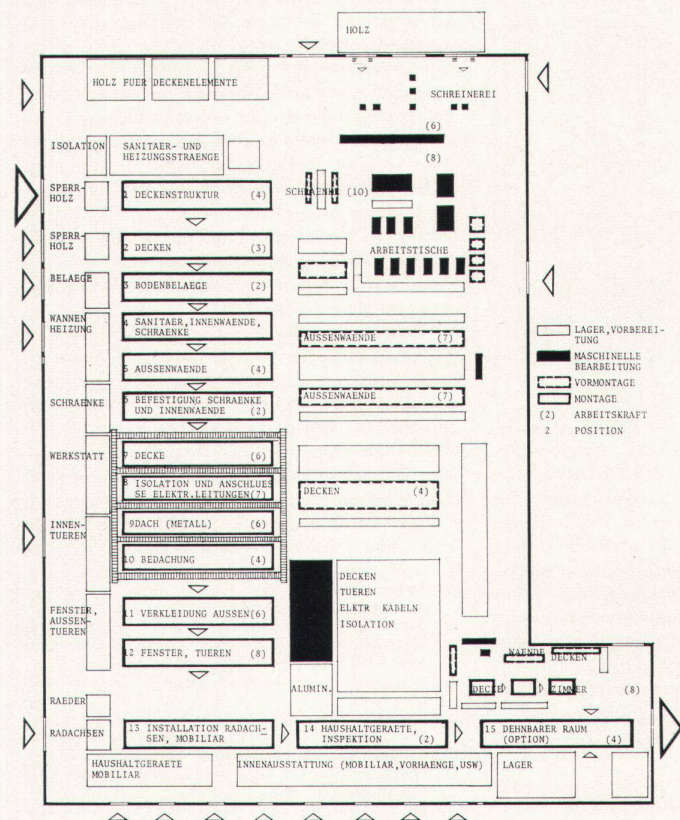 HOLZ
HOLZ FUER DECKENELEMENTE
SCHREINEREI
(6)
(8)
ISOLATION
SANITAER- UND
HEIZUNGSSTRAENGE
SPERR-
HOLZ
1 DECKENSTRUKTUR (4)
SCHRAENKE (10)
SPERR-
HOLZ
2 DECKEN (3)
ARBEITSTISCHE
BELAEGE
3 BODENBELAEGE (2)
WANNEN
HEIZUNG
4 SANITAER,INNENWAENDE,
SCHRAENKE
AUSSENWAENDE (7)
5 AUSSENWAENDE (4)
SCHRAENKE
6 BEFESTIGUNG SCHRAENKE
UND INNENWAENDE (2)
AUSSENWAENDE (7)
LAGER,VORBEREI-
TUNG
MASCHINELLE
BEARBEITUNG
VORMONTAGE
MONTAGE
(2) ARBEITSKRAFT
2 POSITION
WERKSTATT
7 DECKE (6)
8 ISOLATION UND ANSCHLUES
SE ELEKTR.LEITUNGEN(7)
DECKEN (4)
INNEN-
TUEREN
9DACH (METALL) (6)
10 BEDACHUNG (4)
DECKEN
TUEREN
ELKTR KABELN
ISOLATION
FENSTER,
AUSSEN-
TUEREN
11 VERKLEIDUNG AUSSEN(6)
12 FENSTER, TUEREN (8)
WAENDE
DECKEN
ALUMIN.
DECKE
ZIMMER (8)
RAEDER
RADACHSEN
13 INSTALLATION RADACH-
SEN, MOBILIAR
14 HAUSHALTGERAETE,
INSPEKTION (2)
15 DEHNBARER RAUM
(OPTION) (4)
HAUSHALTGERAETE
MOBILIAR
INNENAUSSTATTUNG (MOBILIAR,VORHAENGE,USW)
LAGER